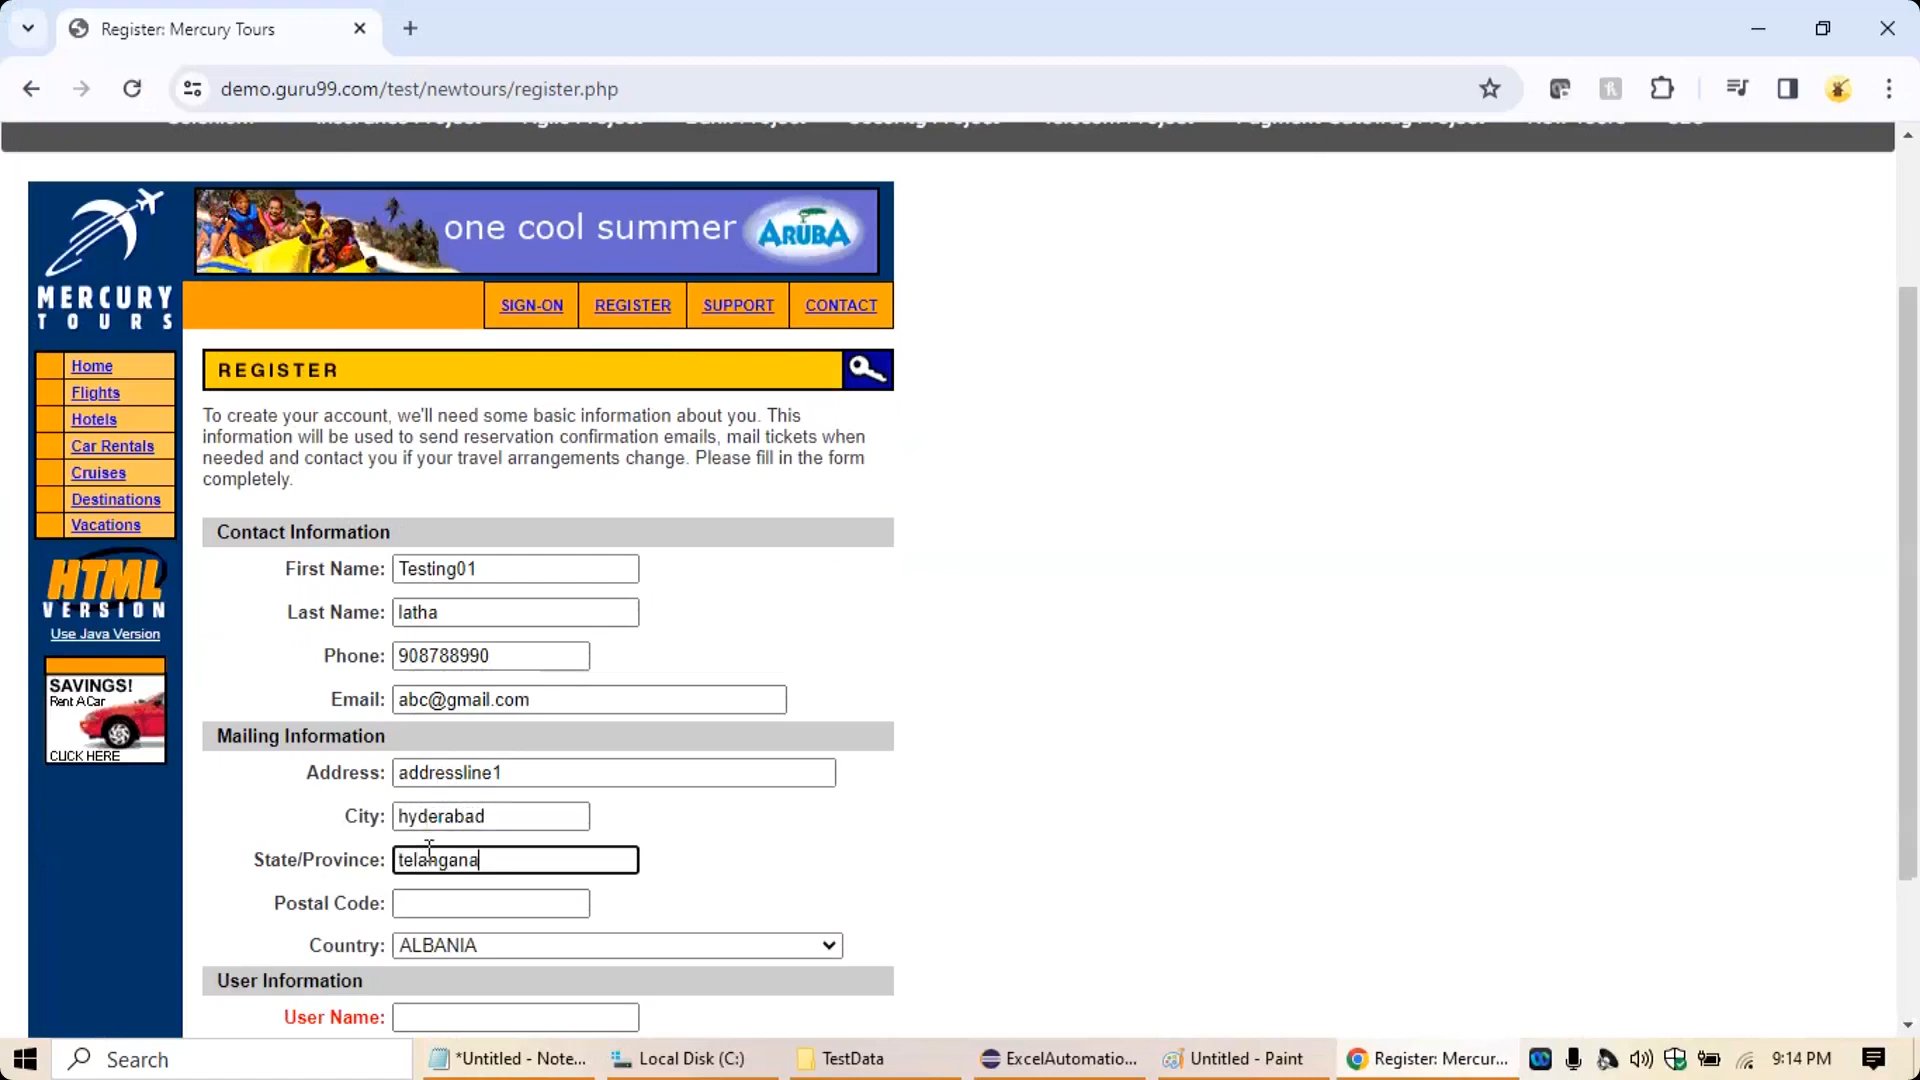 Register: Mercury Tours
demo.guru99.com/test/newtours/register.php
one cool summer ARUBA
MERCURY
TOURS
SIGN-ON REGISTER SUPPORT CONTACT
Home
Flights
Hotels
Car Rentals
Cruises
Destinations
Vacations
HTML
VERSION
Use Java Version
SAVINGS!
Rent A Car
CLICK HERE
REGISTER
To create your account, we'll need some basic information about you. This
information will be used to send reservation confirmation emails, mail tickets when
needed and contact you if your travel arrangements change. Please fill in the form
completely.
Contact Information
First Name: Testing01
Last Name: latha
Phone: 908788990
Email: abc@gmail.com
Mailing Information
Address: addressline1
City: hyderabad
State/Province: telangana
Postal Code:
Country: ALBANIA
User Information
User Name:
Search *Untitled - Note... Local Disk (C:) TestData ExcelAutomatio... Untitled - Paint Register: Mercur... 9:14 PM